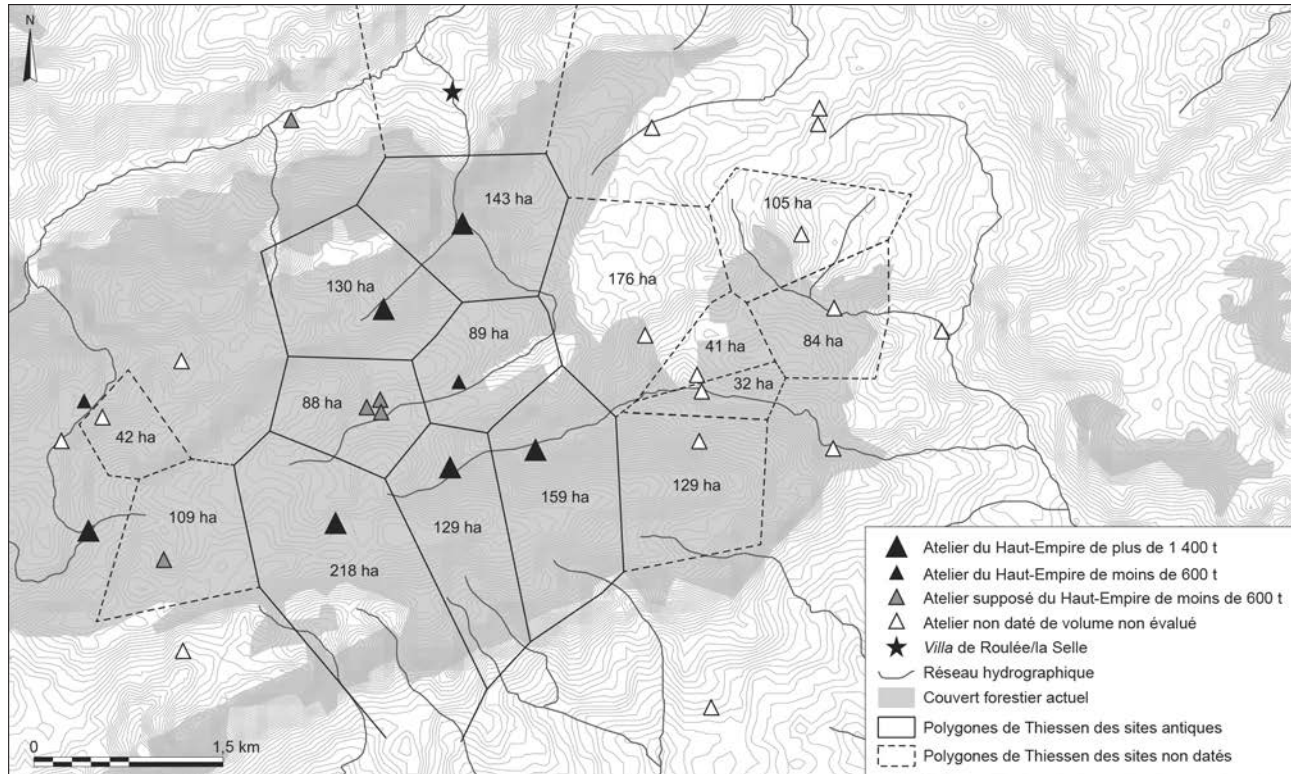 N
143 ha
105 ha
130 ha
176 ha
89 ha
41 ha
84 ha
32 ha
88 ha
42 ha
109 ha
129 ha
159 ha
129 ha
218 ha
Atelier du Haut-Empire de plus de 1 400 t
Atelier du Haut-Empire de moins de 600 t
Atelier supposé du Haut-Empire de moins de 600 t
Atelier non daté de volume non évalué
Villa de Roulée/la Selle
Réseau hydrographique
Couvert forestier actuel
Polygones de Thiessen des sites antiques
Polygones de Thiessen des sites non datés
0 1,5 km